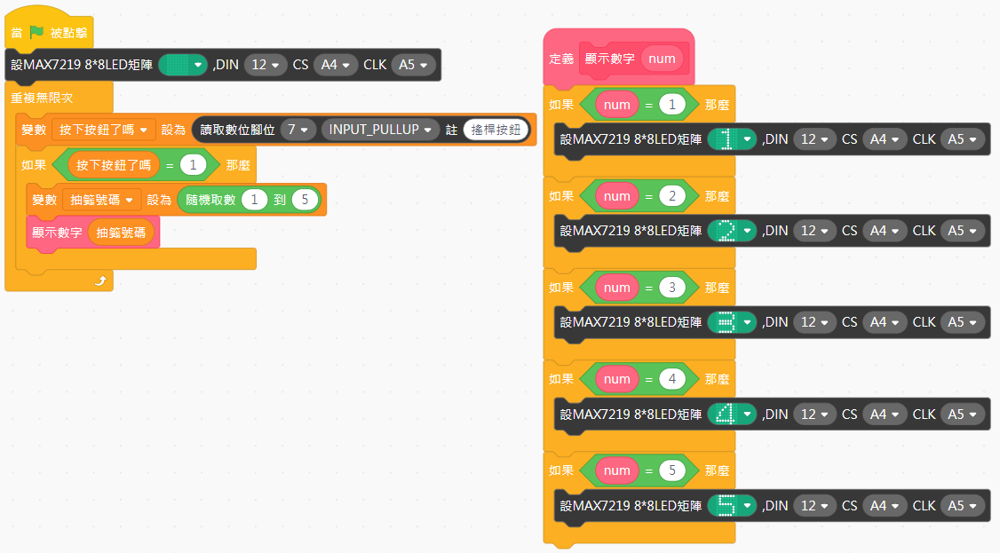 當 被點擊
設MAX7219 8*8LED矩陣 ,DIN 12 CS A4 CLK A5
重複無限次
變數 按下按鈕了嗎 設為 讀取數位腳位 7 INPUT_PULLUP 註 搖桿按鈕
如果 按下按鈕了嗎 = 1 那麼
變數 抽籤號碼 設為 隨機取數 1 到 5
顯示數字 抽籤號碼
定義 顯示數字 num
如果 num = 1 那麼
設MAX7219 8*8LED矩陣 1 ,DIN 12 CS A4 CLK A5
如果 num = 2 那麼
設MAX7219 8*8LED矩陣 2 ,DIN 12 CS A4 CLK A5
如果 num = 3 那麼
設MAX7219 8*8LED矩陣 3 ,DIN 12 CS A4 CLK A5
如果 num = 4 那麼
設MAX7219 8*8LED矩陣 4 ,DIN 12 CS A4 CLK A5
如果 num = 5 那麼
設MAX7219 8*8LED矩陣 5 ,DIN 12 CS A4 CLK A5